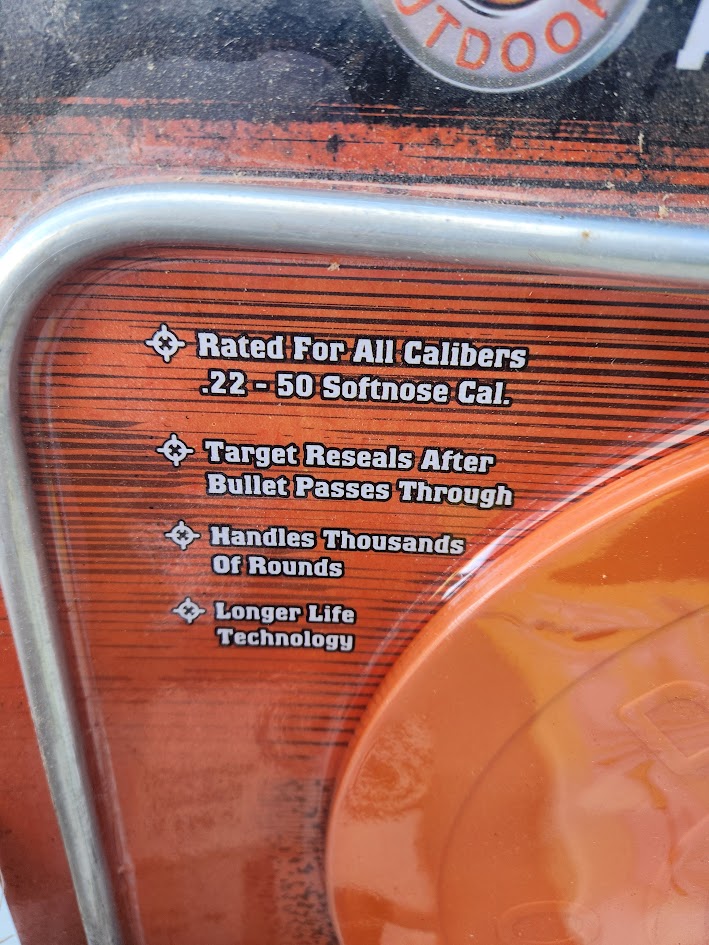 OUTDOOR
Rated For All Calibers
.22 - 50 Softnose Cal.
Target Reseals After
Bullet Passes Through
Handles Thousands
Of Rounds
Longer Life
Technology